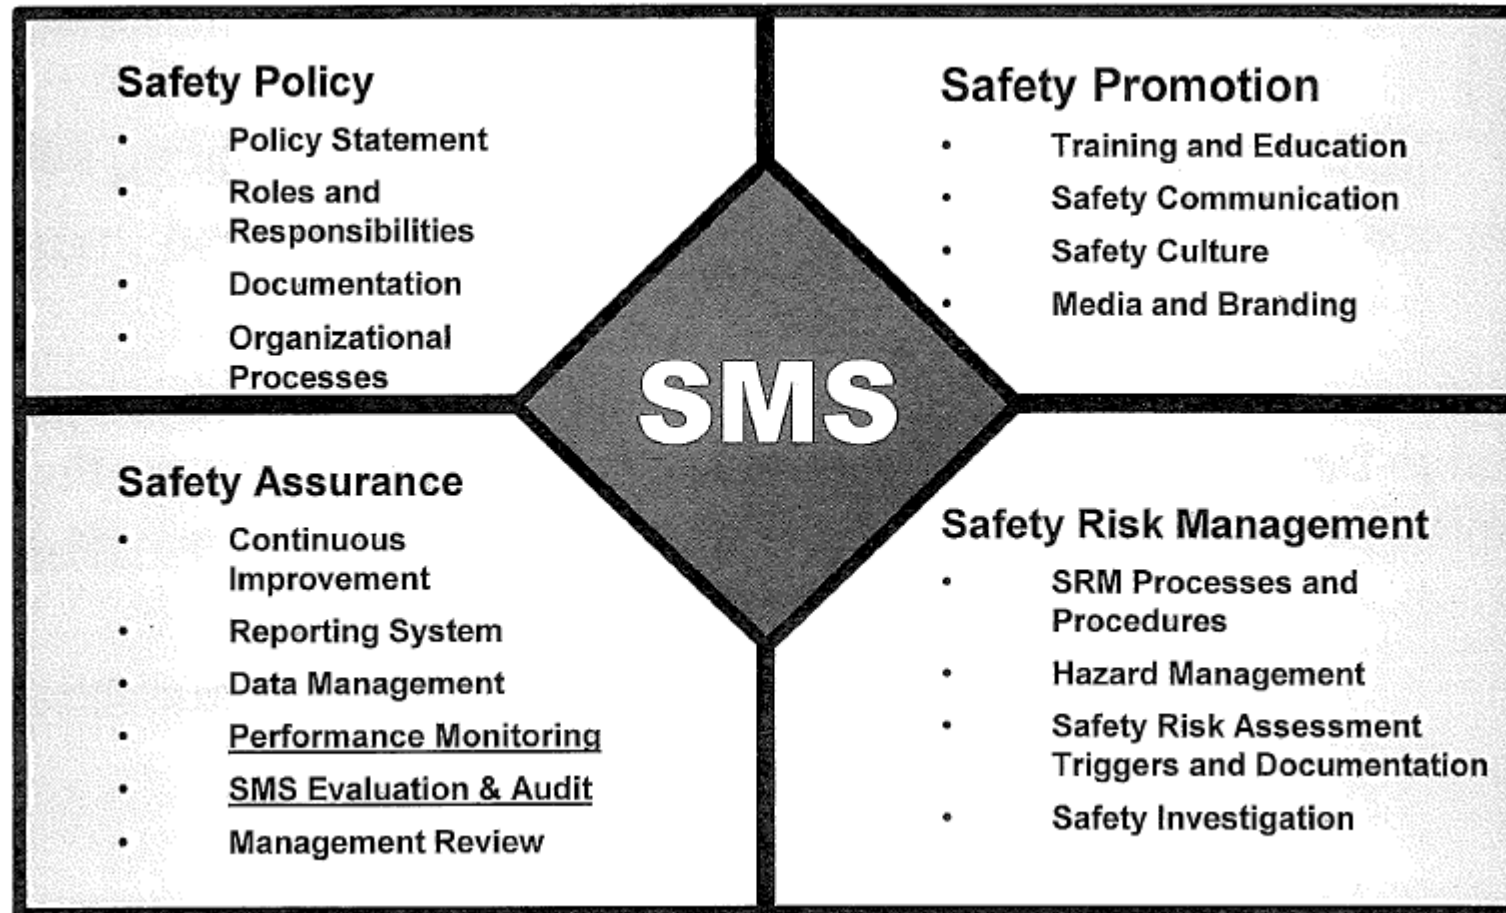 Safety Policy
• Policy Statement
• Roles and
Responsibilities
• Documentation
• Organizational
Processes
Safety Promotion
• Training and Education
• Safety Communication
• Safety Culture
• Media and Branding
SMS
Safety Assurance
• Continuous
Improvement
• Reporting System
• Data Management
• Performance Monitoring
• SMS Evaluation & Audit
• Management Review
Safety Risk Management
• SRM Processes and
Procedures
• Hazard Management
• Safety Risk Assessment
Triggers and Documentation
• Safety Investigation